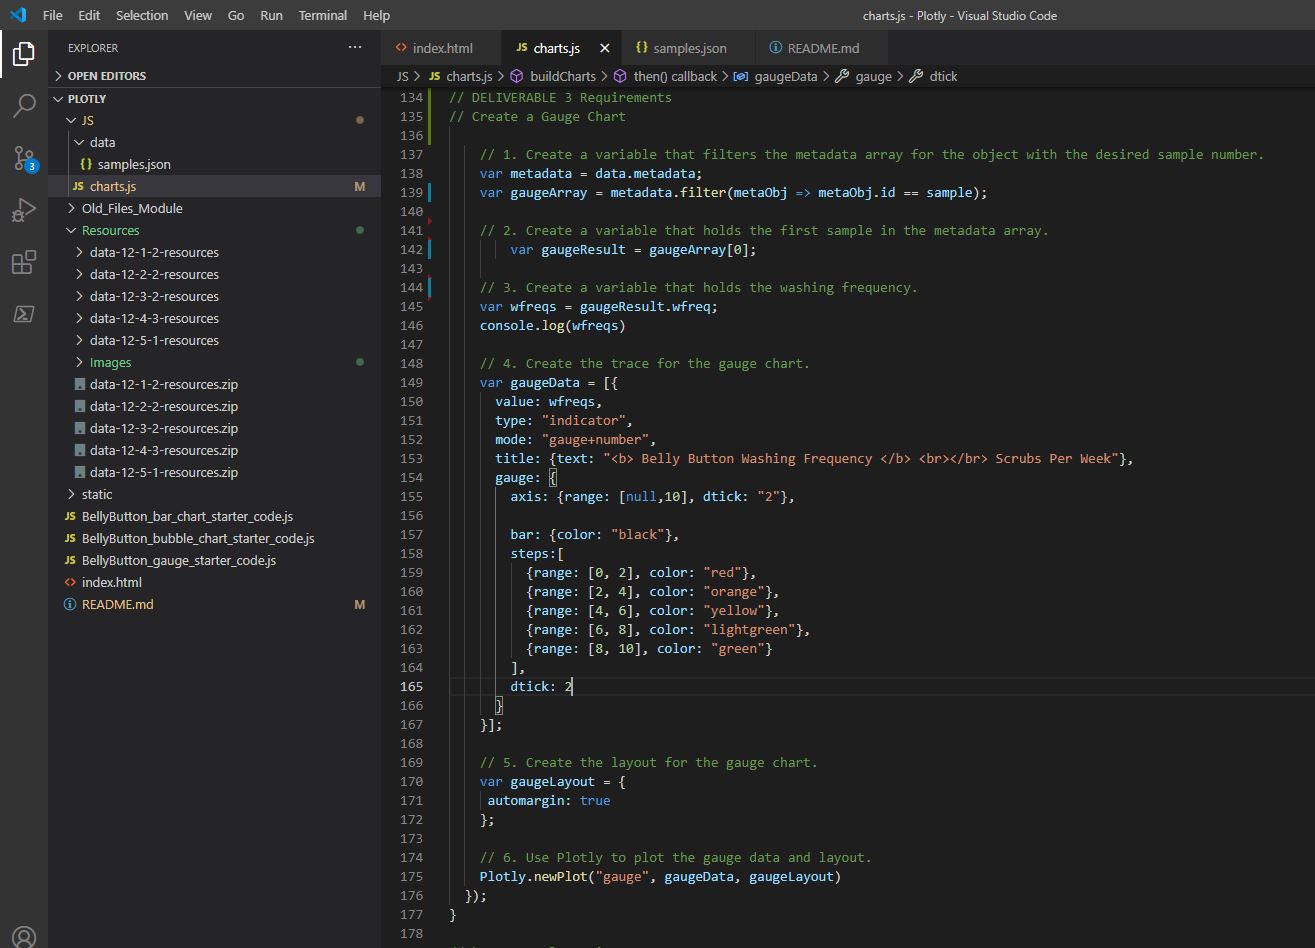 File Edit Selection View Go Run Terminal Help charts.js - Plotly - Visual Studio Code
EXPLORER ...
OPEN EDITORS
PLOTLY
JS
data
{} samples.json
JS charts.js M
Old_Files_Module
Resources
data-12-1-2-resources
data-12-2-2-resources
data-12-3-2-resources
data-12-4-3-resources
data-12-5-1-resources
Images
data-12-1-2-resources.zip
data-12-2-2-resources.zip
data-12-3-2-resources.zip
data-12-4-3-resources.zip
data-12-5-1-resources.zip
static
JS BellyButton_bar_chart_starter_code.js
JS BellyButton_bubble_chart_starter_code.js
JS BellyButton_gauge_starter_code.js
<> index.html
README.md M
3
<> index.html JS charts.js × {} samples.json README.md
JS > JS charts.js > buildCharts > then() callback > gaugeData > gauge > dtick
134 // DELIVERABLE 3 Requirements
135 // Create a Gauge Chart
136
137 // 1. Create a variable that filters the metadata array for the object with the desired sample number.
138 var metadata = data.metadata;
139 var gaugeArray = metadata.filter(metaObj => metaObj.id == sample);
140
141 // 2. Create a variable that holds the first sample in the metadata array.
142 var gaugeResult = gaugeArray[0];
143
144 // 3. Create a variable that holds the washing frequency.
145 var wfreqs = gaugeResult.wfreq;
146 console.log(wfreqs)
147
148 // 4. Create the trace for the gauge chart.
149 var gaugeData = [{
150 value: wfreqs,
151 type: "indicator",
152 mode: "gauge+number",
153 title: {text: "<b> Belly Button Washing Frequency </b> <br></br> Scrubs Per Week"},
154 gauge: {
155 axis: {range: [null,10], dtick: "2"},
156
157 bar: {color: "black"},
158 steps:[
159 {range: [0, 2], color: "red"},
160 {range: [2, 4], color: "orange"},
161 {range: [4, 6], color: "yellow"},
162 {range: [6, 8], color: "lightgreen"},
163 {range: [8, 10], color: "green"}
164 ],
165 dtick: 2
166 }
167 }];
168
169 // 5. Create the layout for the gauge chart.
170 var gaugeLayout = {
171 automargin: true
172 };
173
174 // 6. Use Plotly to plot the gauge data and layout.
175 Plotly.newPlot("gauge", gaugeData, gaugeLayout)
176 });
177 }
178